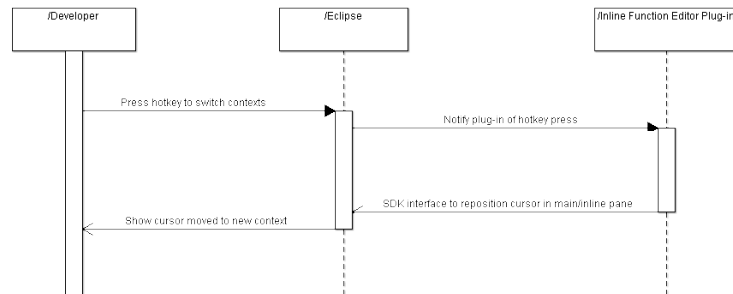 /Developer
/Eclipse
/Inline Function Editor Plug-in
Press hotkey to switch contexts
Notify plug-in of hotkey press
SDK interface to reposition cursor in main/inline pane
Show cursor moved to new context